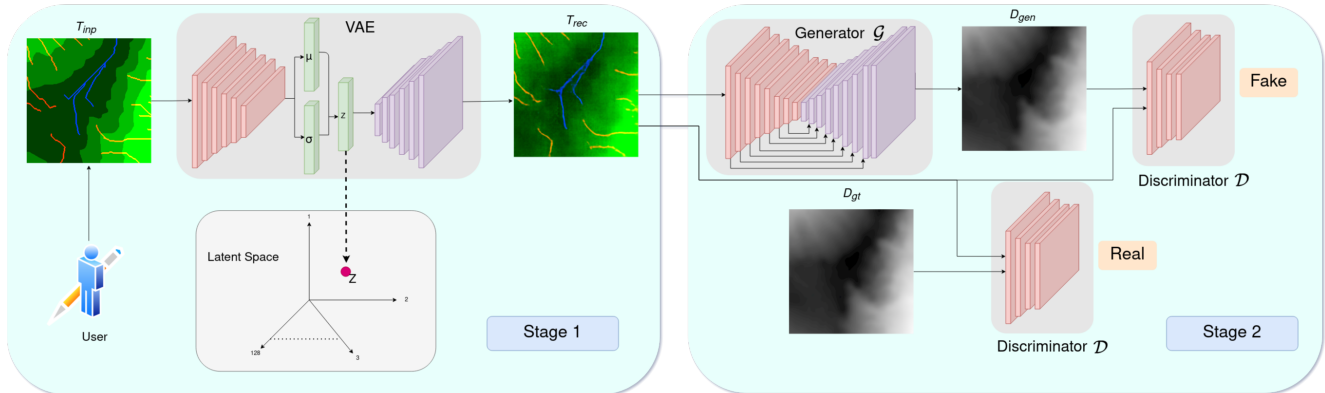 T_inp
VAE
μ
σ
z
T_rec
Latent Space
1
2
3
128
Z
User
Stage 1
Generator 𝒢
D_gen
Fake
Discriminator 𝒟
D_gt
Real
Discriminator 𝒟
Stage 2